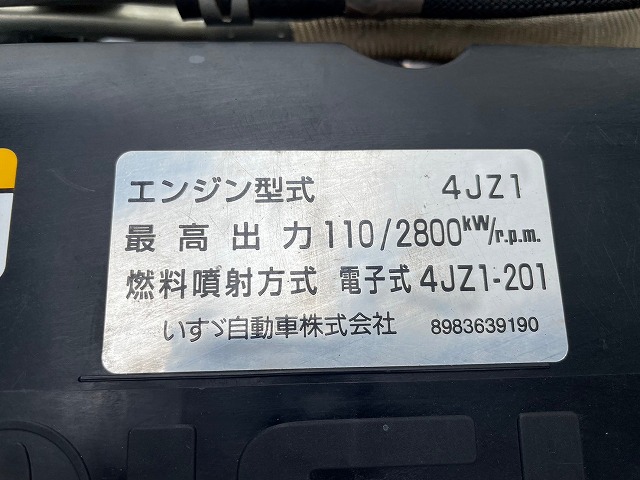 エンジン型式 4JZ1
最高出力 110/2800kW/r.p.m.
燃料噴射方式 電子式 4JZ1-201
いすゞ自動車株式会社 8983639190